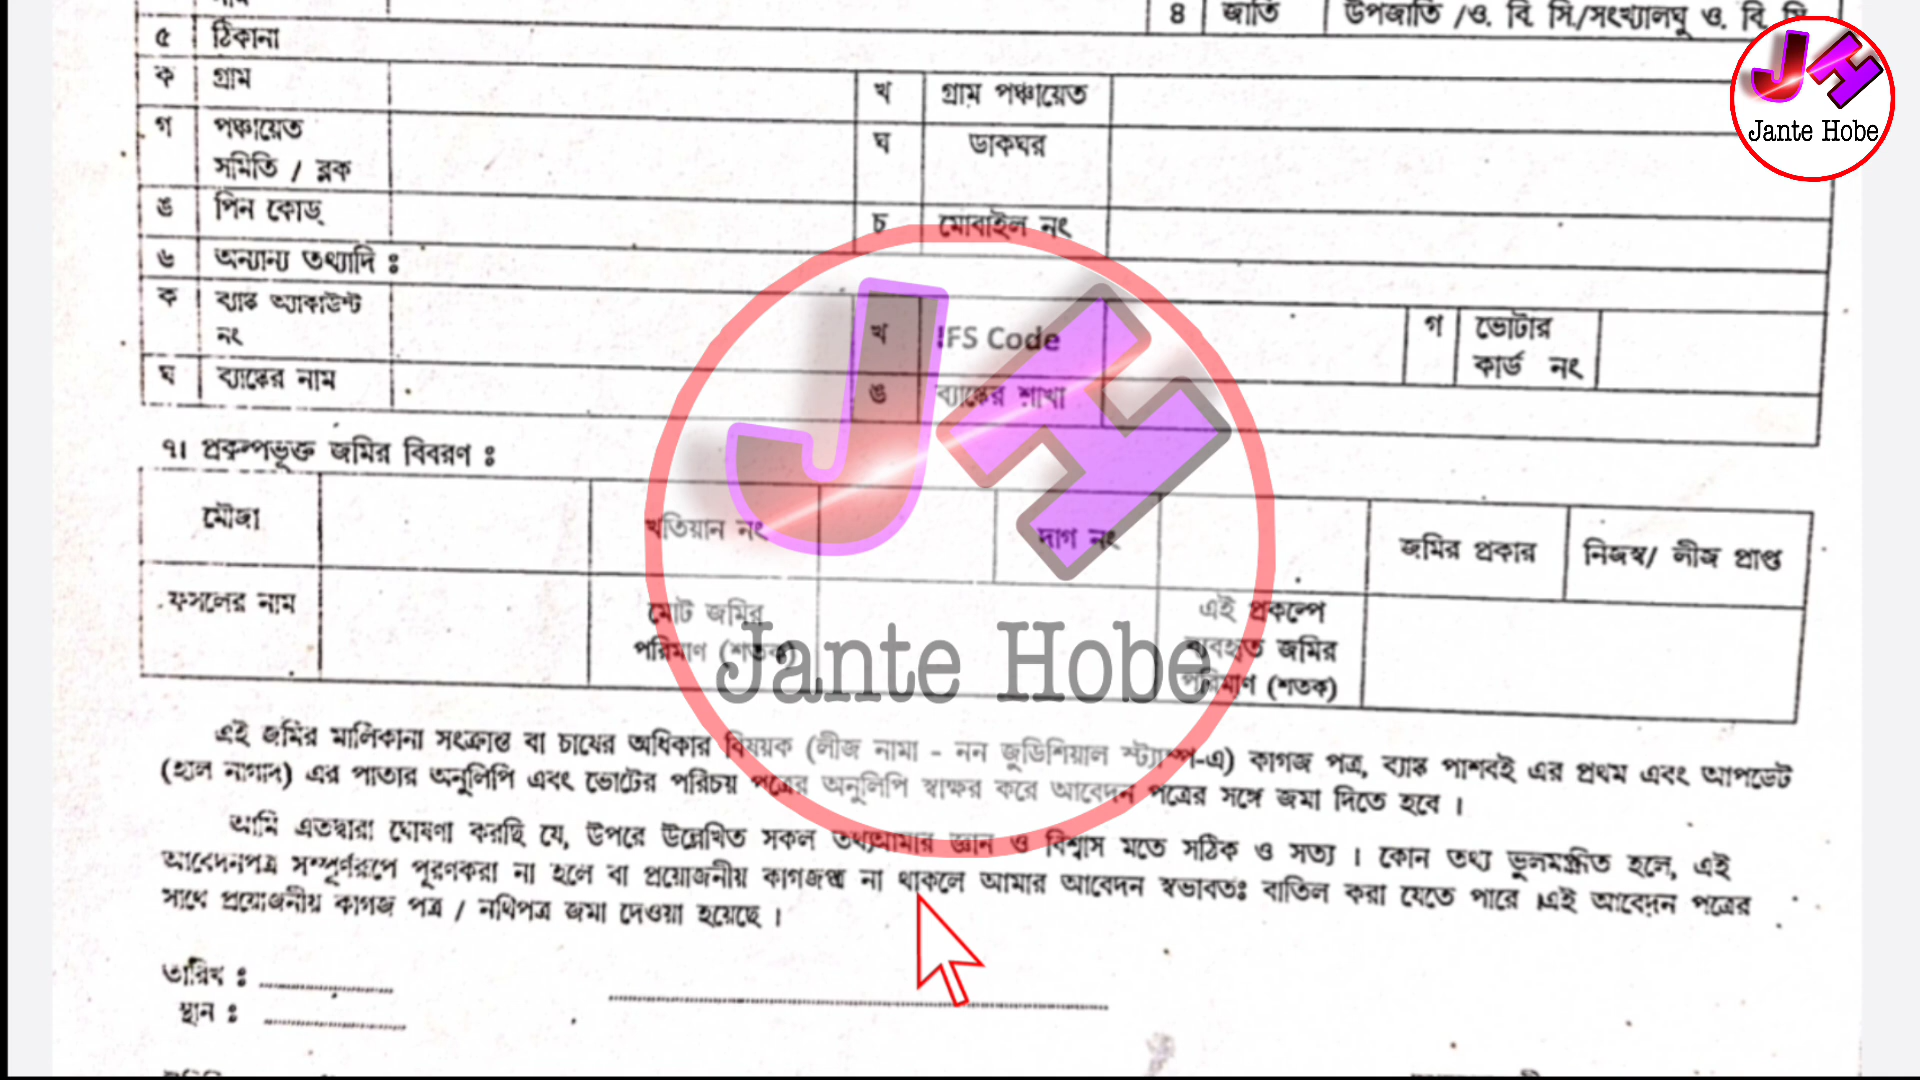 ৪ জাতি উপজাতি /ও. বি. সি./সংখ্যালঘু ও. বি. সি.
৫ ঠিকানা
ক গ্রাম খ গ্রাম পঞ্চায়েত
গ পঞ্চায়েত সমিতি / ব্লক ঘ ডাকঘর
ঙ পিন কোড্ চ মোবাইল নং
৬ অন্যান্য তথ্যাদি ঃ
ক ব্যাঙ্ক অ্যাকাউন্ট নং খ IFS Code গ ভোটার কার্ড নং
ঘ ব্যাঙ্কের নাম ঙ ব্যাঙ্কের শাখা
৭। প্রকল্পভূক্ত জমির বিবরণ ঃ
মৌজা খতিয়ান নং দাগ নং জমির প্রকার নিজস্ব/ লীজ প্রাপ্ত
ফসলের নাম মোট জমির পরিমাণ (শতক) এই প্রকল্পে ব্যবহৃত জমির পরিমাণ (শতক)
এই জমির মালিকানা সংক্রান্ত বা চাষের অধিকার বিষয়ক (লীজ নামা - নন জুডিশিয়াল স্ট্যাম্প-এ) কাগজ পত্র, ব্যাঙ্ক পাশবই এর প্রথম এবং আপডেট
(হাল নাগাদ) এর পাতার অনুলিপি এবং ভোটের পরিচয় পত্রের অনুলিপি স্বাক্ষর করে আবেদন পত্রের সঙ্গে জমা দিতে হবে।
আমি এতদ্বারা ঘোষণা করছি যে, উপরে উল্লেখিত সকল তথ্যআমার জ্ঞান ও বিশ্বাস মতে সঠিক ও সত্য। কোন তথ্য ভুলমন্ত্রিত হলে, এই
আবেদনপত্র সম্পূর্ণরূপে পূরণকরা না হলে বা প্রয়োজনীয় কাগজপত্র না থাকলে আমার আবেদন স্বভাবতঃ বাতিল করা যেতে পারে।এই আবেদন পত্রের
সাথে প্রয়োজনীয় কাগজ পত্র / নথিপত্র জমা দেওয়া হয়েছে।
তারিখ ঃ
স্থান ঃ
JH
Jante Hobe
JH
Jante Hobe